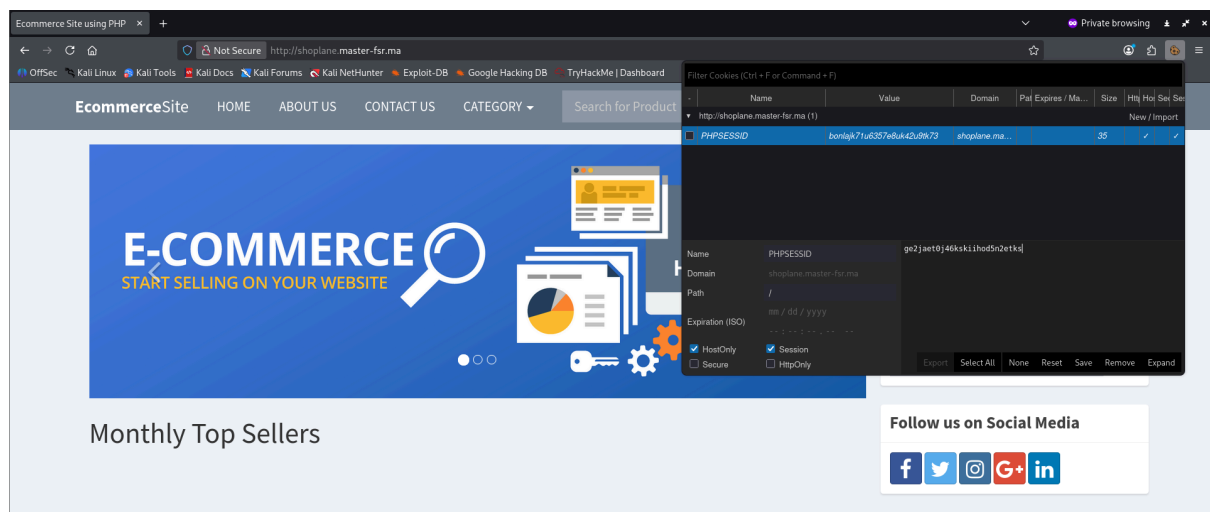 Ecommerce Site using PHP × +
Private browsing
Not Secure http://shoplane.master-fsr.ma
OffSec Kali Linux Kali Tools Kali Docs Kali Forums Kali NetHunter Exploit-DB Google Hacking DB TryHackMe | Dashboard
EcommerceSite HOME ABOUT US CONTACT US CATEGORY Search for Product
Filter Cookies (Ctrl + F or Command + F)
- Name Value Domain Pat Expires / Ma... Size Htt Hos Sec Ses
http://shoplane.master-fsr.ma (1) New / Import
PHPSESSID bonlajk71u6357e8uk42u9tk73 shoplane.ma... 35 ✓ ✓
Name PHPSESSID
Domain shoplane.master-fsr.ma
Path /
Expiration (ISO) mm / dd / yyyy
-- : -- : -- . -- --
HostOnly Session
Secure HttpOnly
ge2jaet0j46kskiihod5n2etks
Export Select All None Reset Save Remove Expand
E-COMMERCE
START SELLING ON YOUR WEBSITE
H
Monthly Top Sellers
Follow us on Social Media
f G+ in